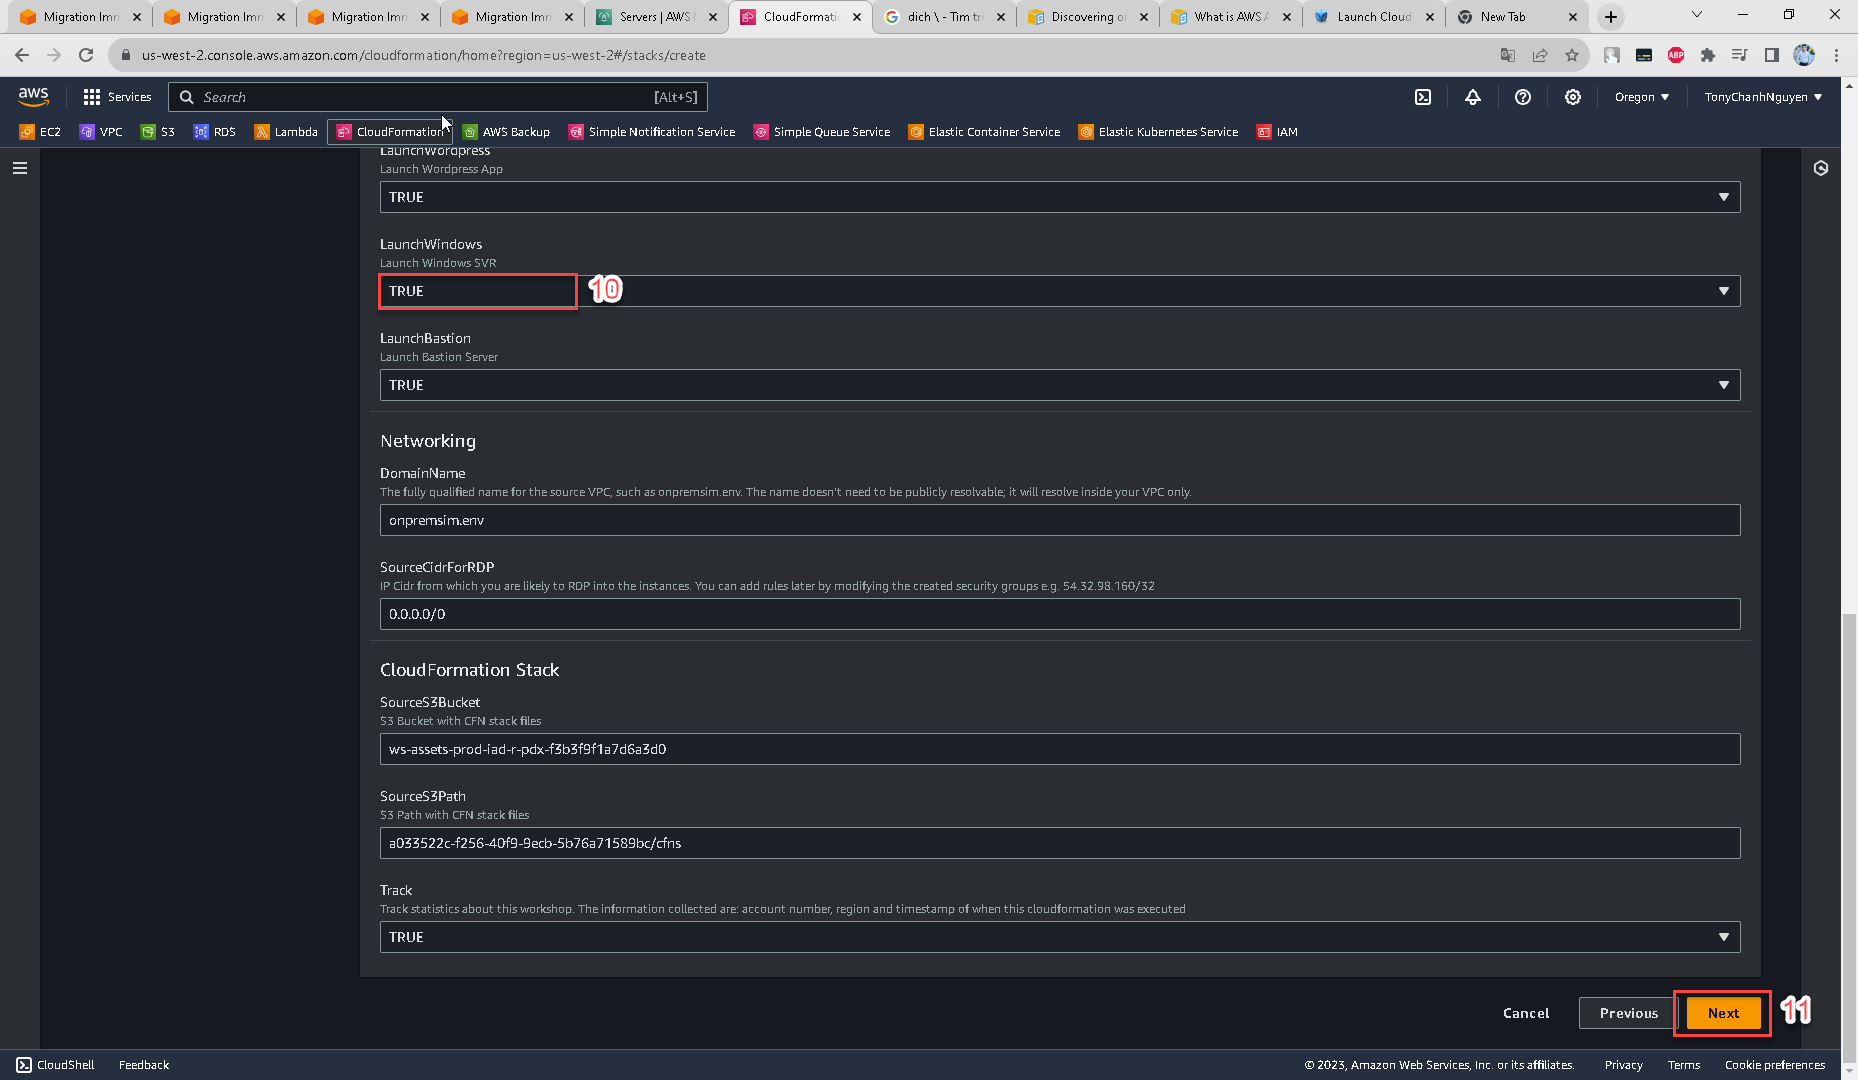 Migration Imm
Migration Imm
Migration Imm
Migration Imm
Servers | AWS
CloudFormati
dich \ - Tìm tr
Discovering o
What is AWS A
Launch Cloud
New Tab
us-west-2.console.aws.amazon.com/cloudformation/home?region=us-west-2#/stacks/create
ABP
aws
Services
Search
[Alt+S]
Oregon
TonyChanhNguyen
EC2
VPC
S3
RDS
Lambda
CloudFormation
AWS Backup
Simple Notification Service
Simple Queue Service
Elastic Container Service
Elastic Kubernetes Service
IAM
LaunchWordpress
Launch Wordpress App
TRUE
LaunchWindows
Launch Windows SVR
TRUE
10
LaunchBastion
Launch Bastion Server
TRUE
Networking
DomainName
The fully qualified name for the source VPC, such as onpremsim.env. The name doesn't need to be publicly resolvable; it will resolve inside your VPC only.
onpremsim.env
SourceCidrForRDP
IP Cidr from which you are likely to RDP into the instances. You can add rules later by modifying the created security groups e.g. 54.32.98.160/32
0.0.0.0/0
CloudFormation Stack
SourceS3Bucket
S3 Bucket with CFN stack files
ws-assets-prod-iad-r-pdx-f3b3f9f1a7d6a3d0
SourceS3Path
S3 Path with CFN stack files
a033522c-f256-40f9-9ecb-5b76a71589bc/cfns
Track
Track statistics about this workshop. The information collected are: account number, region and timestamp of when this cloudformation was executed
TRUE
Cancel
Previous
Next
11
CloudShell
Feedback
© 2023, Amazon Web Services, Inc. or its affiliates.
Privacy
Terms
Cookie preferences